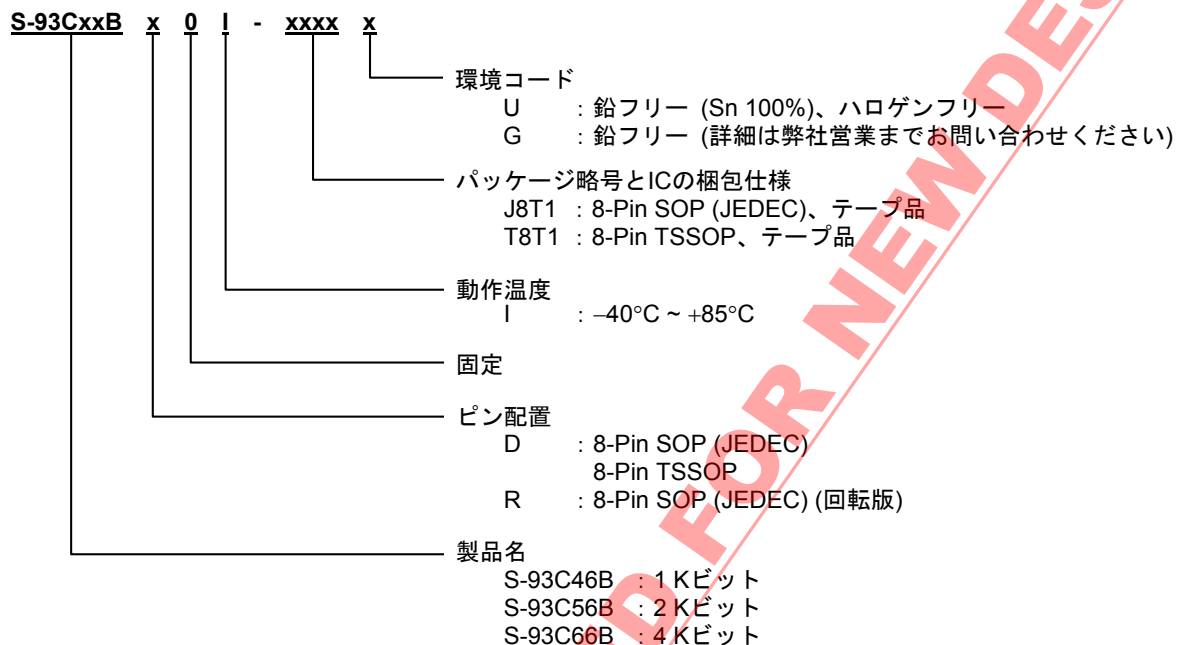 S-93CxxB x 0 I - xxxx x
環境コード
U : 鉛フリー (Sn 100%)、ハロゲンフリー
G : 鉛フリー (詳細は弊社営業までお問い合わせください)
パッケージ略号とICの梱包仕様
J8T1 : 8-Pin SOP (JEDEC)、テープ品
T8T1 : 8-Pin TSSOP、テープ品
動作温度
I : −40°C ~ +85°C
固定
ピン配置
D : 8-Pin SOP (JEDEC)
8-Pin TSSOP
R : 8-Pin SOP (JEDEC) (回転版)
製品名
S-93C46B : 1 Kビット
S-93C56B : 2 Kビット
S-93C66B : 4 Kビット
D FOR NEW DES